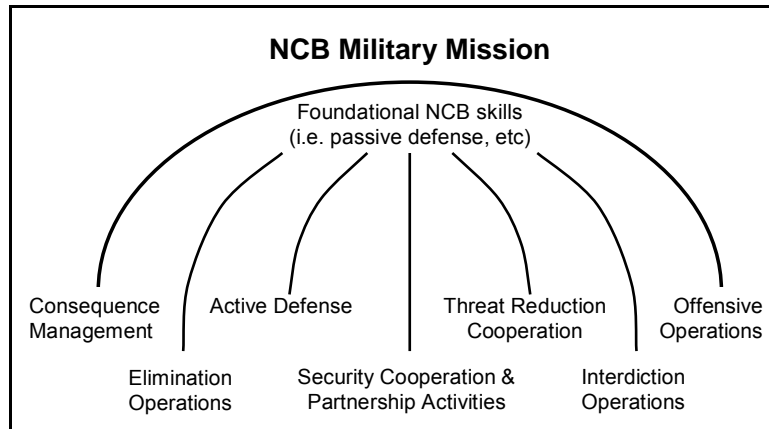 NCB Military Mission
Foundational NCB skills
(i.e. passive defense, etc)
Consequence
Management
Active Defense
Threat Reduction
Cooperation
Offensive
Operations
Elimination
Operations
Security Cooperation &
Partnership Activities
Interdiction
Operations